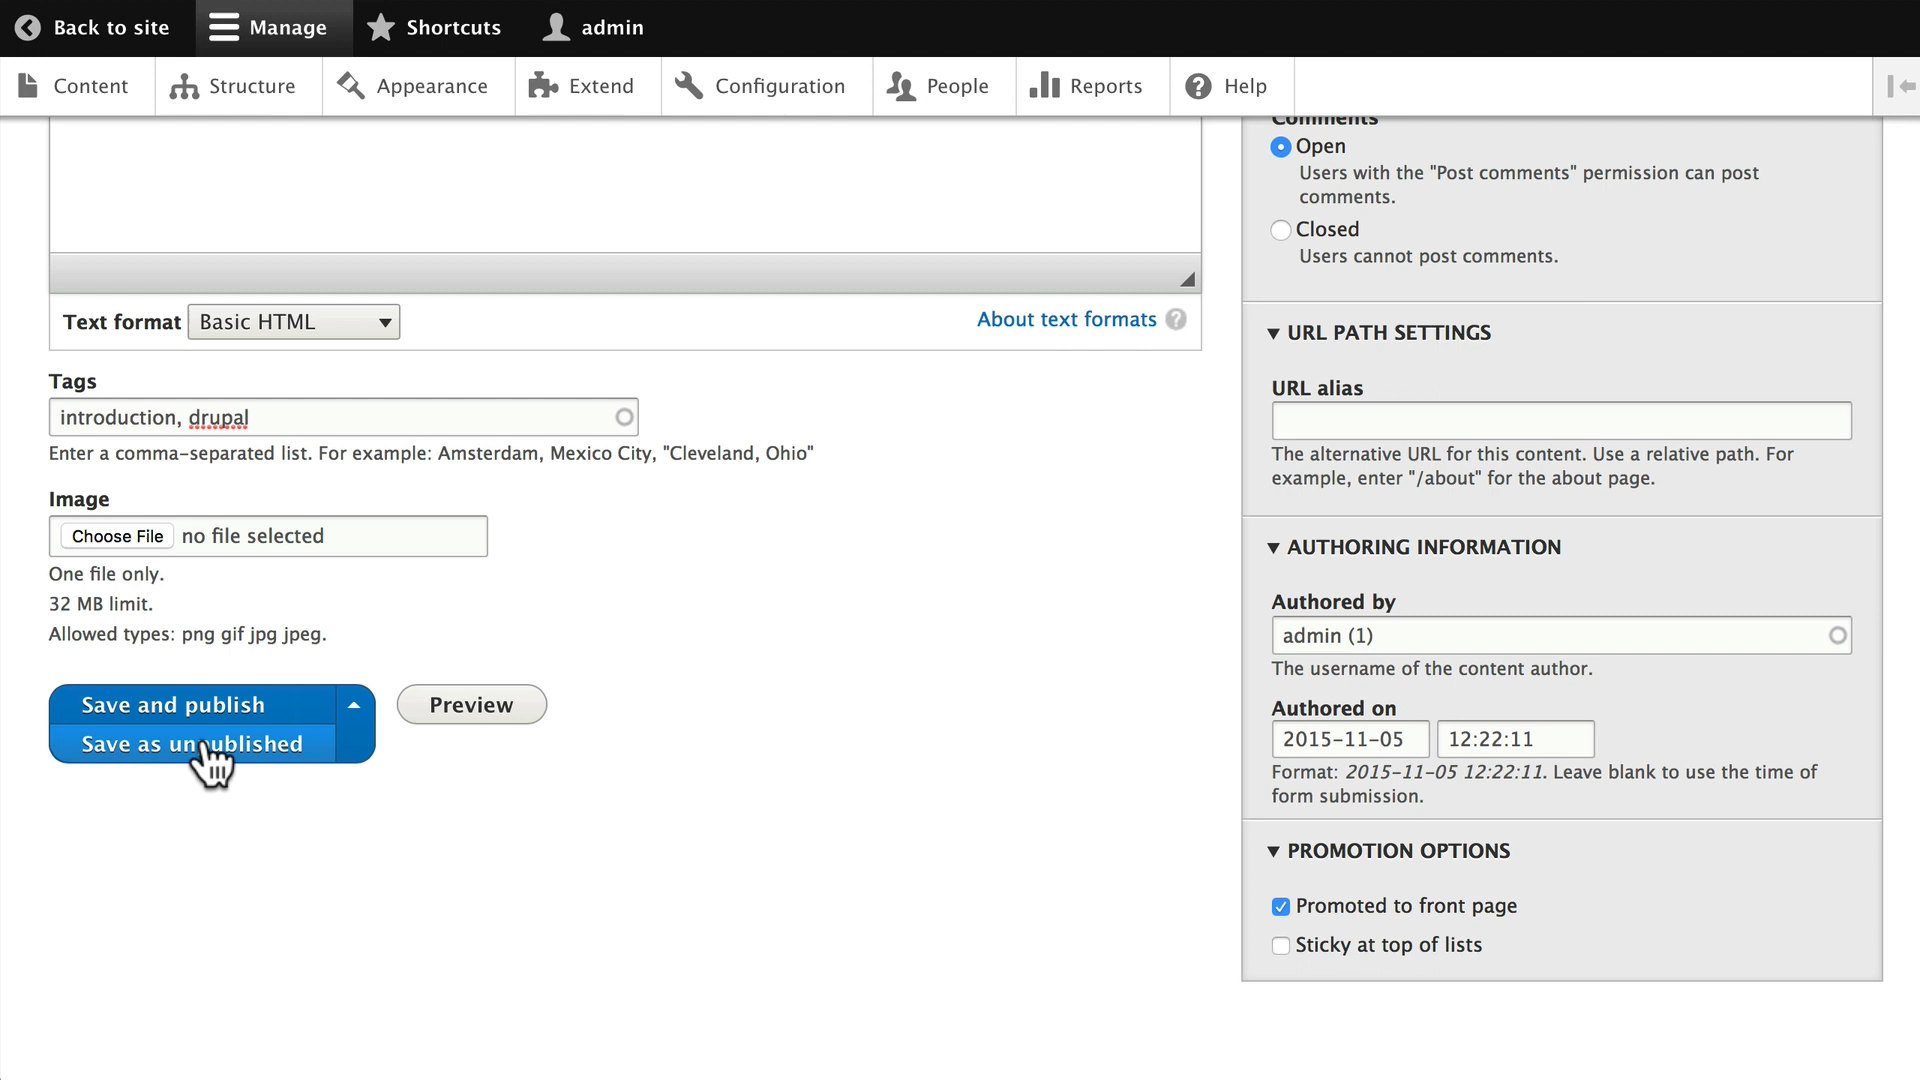 Back to site
Manage
Shortcuts
admin
Content
Structure
Appearance
Extend
Configuration
People
Reports
Help
Text format
Basic HTML
About text formats
Tags
introduction, drupal
Enter a comma-separated list. For example: Amsterdam, Mexico City, "Cleveland, Ohio"
Image
Choose File no file selected
One file only.
32 MB limit.
Allowed types: png gif jpg jpeg.
Save and publish
Save as unpublished
Preview
Comments
Open
Users with the "Post comments" permission can post
comments.
Closed
Users cannot post comments.
URL PATH SETTINGS
URL alias
The alternative URL for this content. Use a relative path. For
example, enter "/about" for the about page.
AUTHORING INFORMATION
Authored by
admin (1)
The username of the content author.
Authored on
2015-11-05 12:22:11
Format: 2015-11-05 12:22:11. Leave blank to use the time of
form submission.
PROMOTION OPTIONS
Promoted to front page
Sticky at top of lists